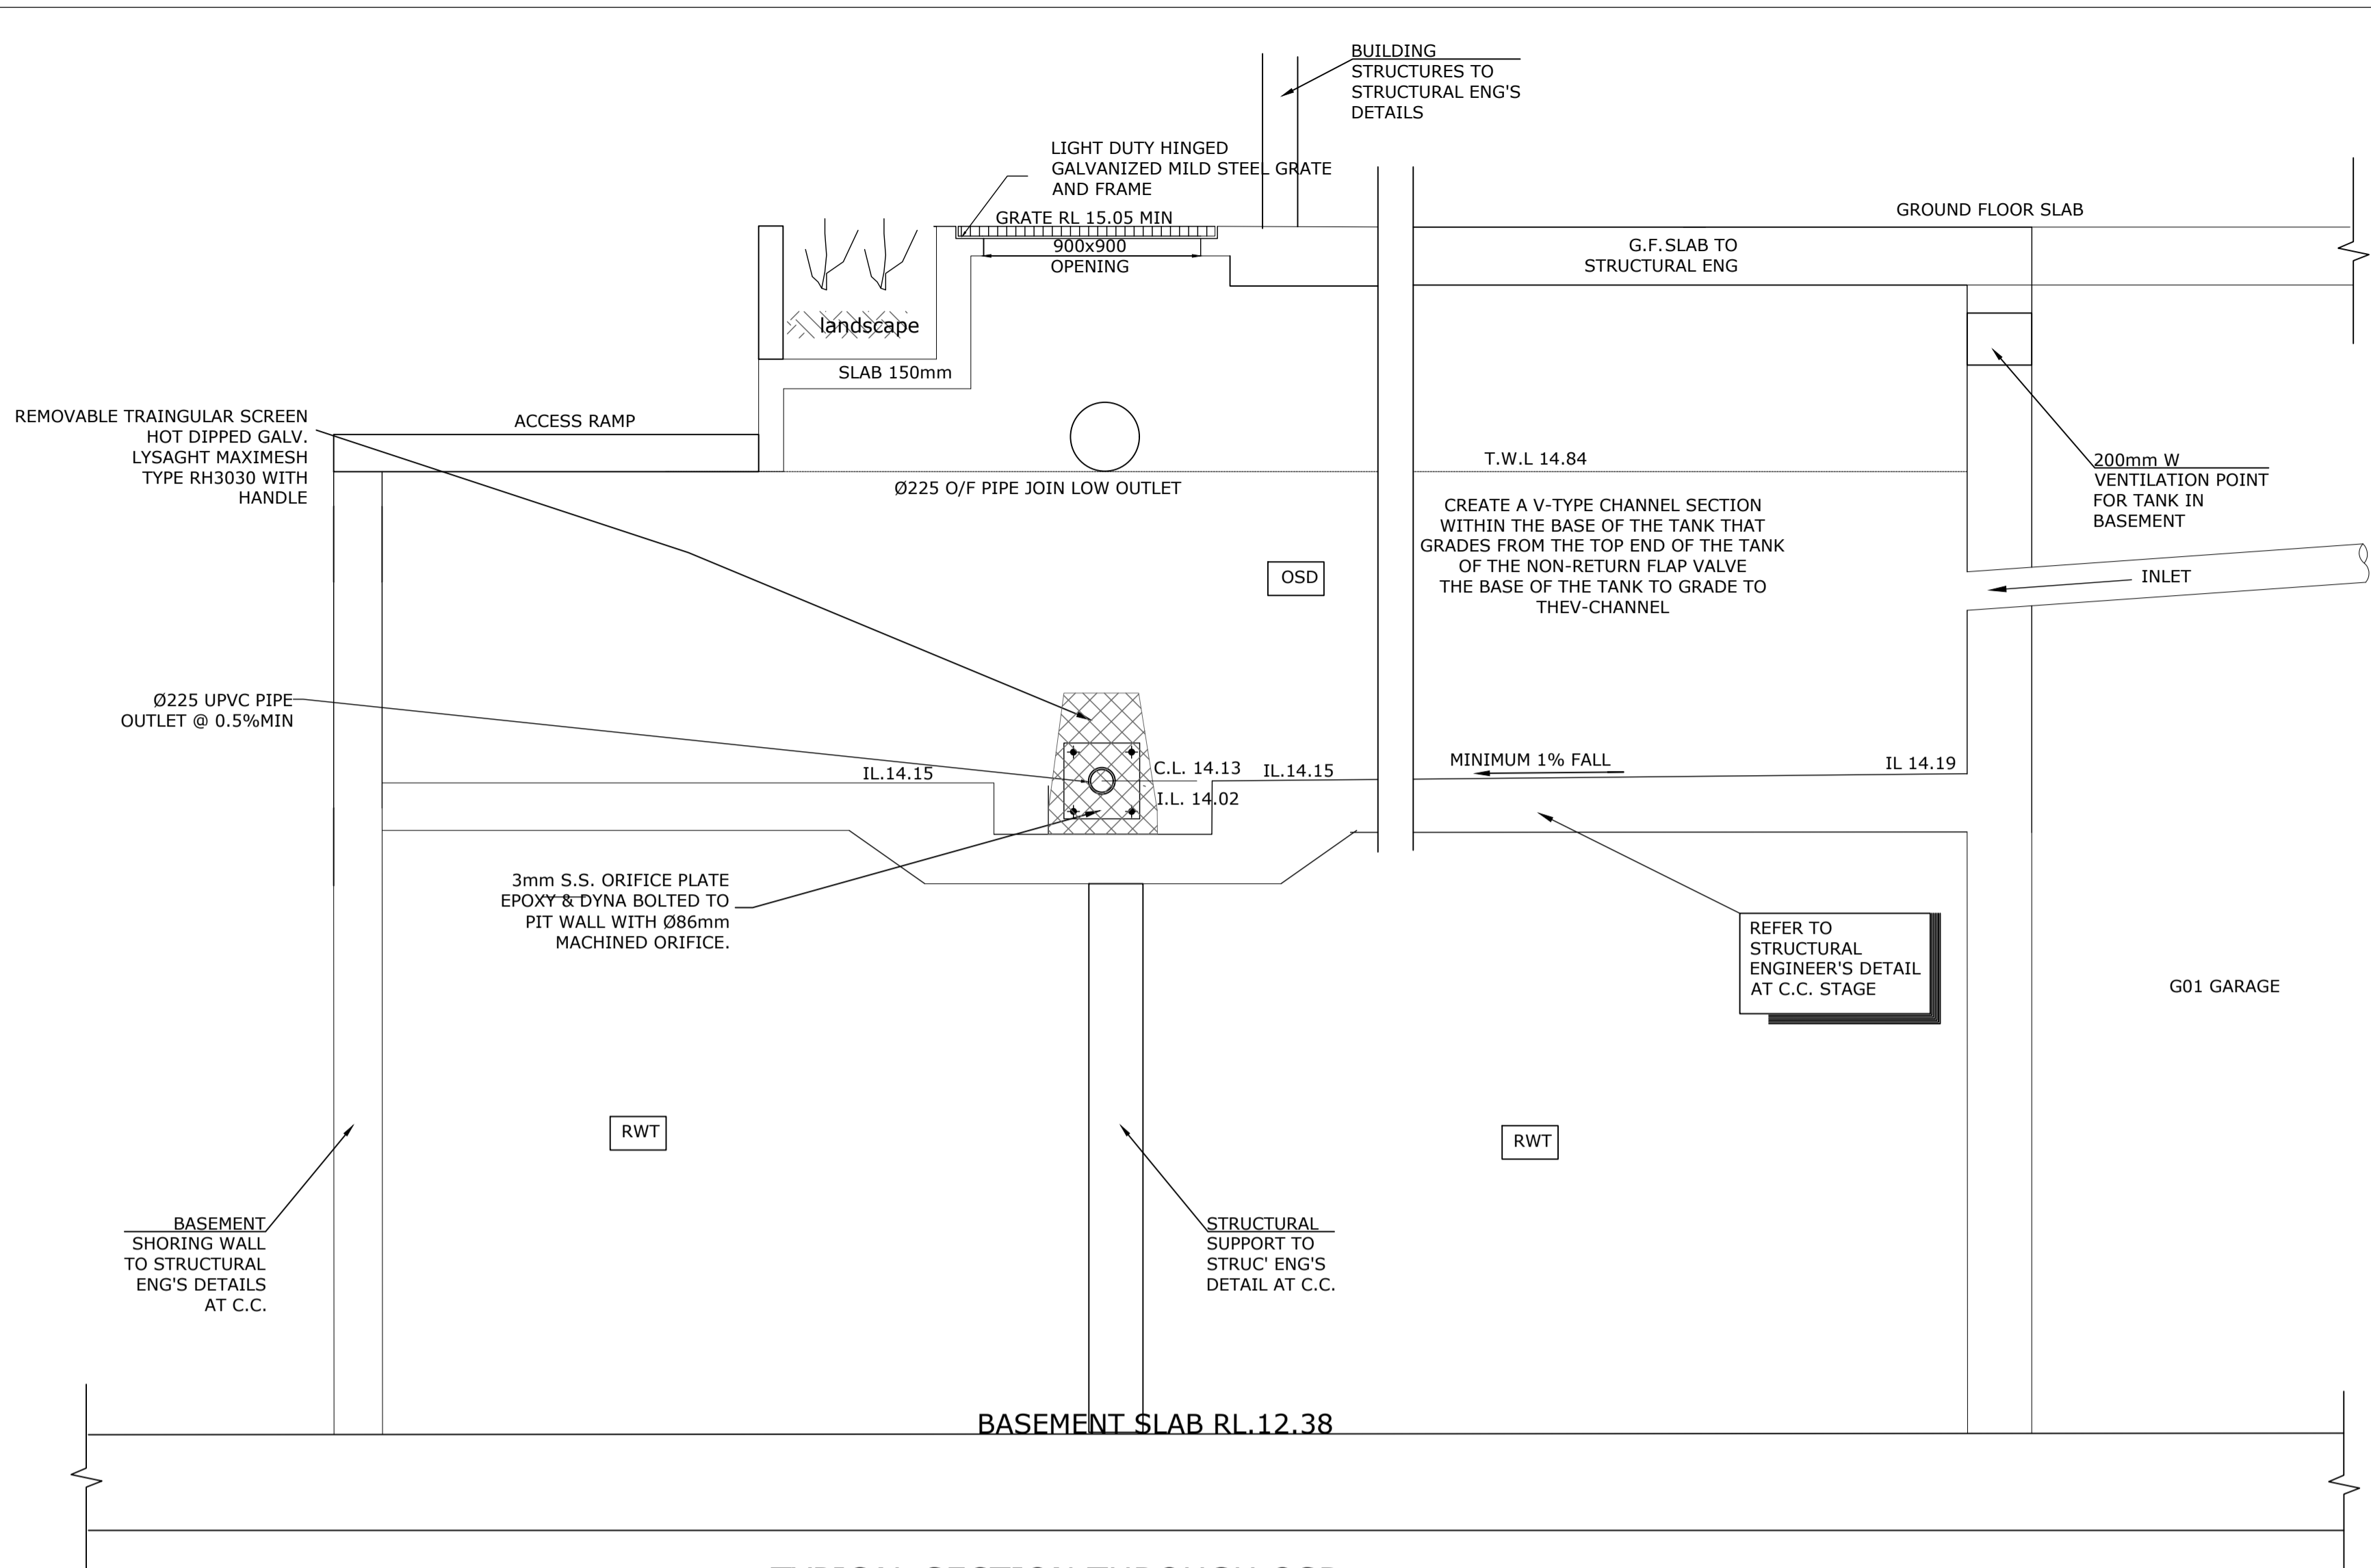 BUILDING
STRUCTURES TO
STRUCTURAL ENG'S
DETAILS
LIGHT DUTY HINGED
GALVANIZED MILD STEEL GRATE
AND FRAME
GRATE RL 15.05 MIN
900x900
OPENING
GROUND FLOOR SLAB
G.F.SLAB TO
STRUCTURAL ENG
landscape
SLAB 150mm
REMOVABLE TRAINGULAR SCREEN
HOT DIPPED GALV.
LYSAGHT MAXIMESH
TYPE RH3030 WITH
HANDLE
ACCESS RAMP
T.W.L 14.84
200mm W
VENTILATION POINT
FOR TANK IN
BASEMENT
Ø225 O/F PIPE JOIN LOW OUTLET
CREATE A V-TYPE CHANNEL SECTION
WITHIN THE BASE OF THE TANK THAT
GRADES FROM THE TOP END OF THE TANK
OF THE NON-RETURN FLAP VALVE
THE BASE OF THE TANK TO GRADE TO
THEV-CHANNEL
OSD
INLET
Ø225 UPVC PIPE
OUTLET @ 0.5%MIN
IL.14.15
C.L. 14.13
IL.14.15
I.L. 14.02
MINIMUM 1% FALL
IL 14.19
3mm S.S. ORIFICE PLATE
EPOXY & DYNA BOLTED TO
PIT WALL WITH Ø86mm
MACHINED ORIFICE.
REFER TO
STRUCTURAL
ENGINEER'S DETAIL
AT C.C. STAGE
G01 GARAGE
RWT
RWT
BASEMENT
SHORING WALL
TO STRUCTURAL
ENG'S DETAILS
AT C.C.
STRUCTURAL
SUPPORT TO
STRUC' ENG'S
DETAIL AT C.C.
BASEMENT SLAB RL.12.38